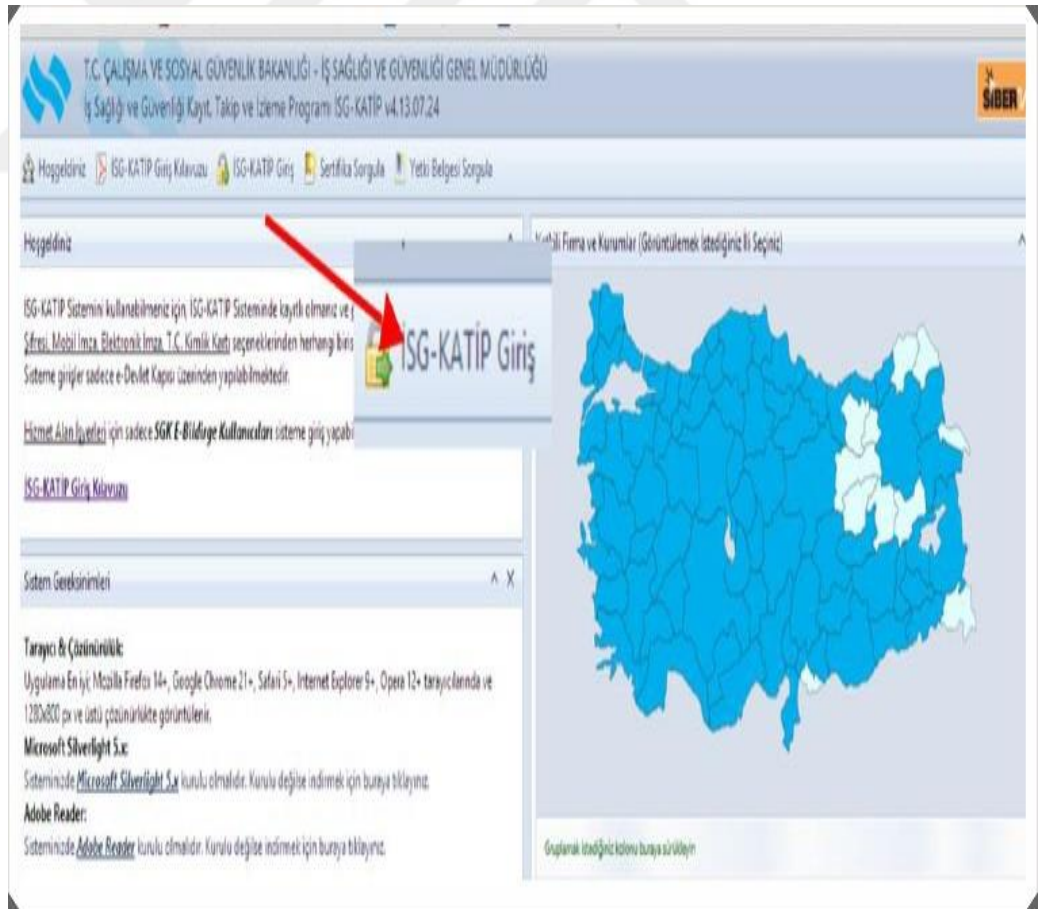 T.C. ÇALIŞMA VE SOSYAL GÜVENLİK BAKANLIĞI - İŞ SAĞLIĞI VE GÜVENLİĞİ GENEL MÜDÜRLÜĞÜ
İş Sağlığı ve Güvenliği Kayıt, Takip ve İzleme Programı İSG-KATİP v4.13.07.24
SİBER
Hoşgeldiniz İSG-KATİP Giriş Kılavuzu İSG-KATİP Giriş Sertifika Sorgula Yetki Belgesi Sorgula
Hoşgeldiniz
İSG-KATİP Sistemini kullanabilmeniz için, İSG-KATİP Sisteminde kayıtlı olmanız ve
Şifresi, Mobil İmza, Elektronik İmza, T.C. Kimlik Kartı seçeneklerinden herhangi
Sisteme girişler sadece e-Devlet Kapısı üzerinden yapılabilmektedir.
Hizmet Alan İşyerleri için sadece SGK E-Bildirge Kullanıcıları sisteme giriş
İSG-KATİP Giriş Kılavuzu
İSG-KATİP Giriş
Sistem Gereksinimleri ^ X
Tarayıcı & Çözünürlülük:
Uygulama En iyi; Mozilla Firefox 14+, Google Chrome 21+, Safari 5+, Internet Explorer 9+, Opera 12+ tarayıcılarında ve
1280x800 px ve üstü çözünürlükte görüntülenir.
Microsoft Silverlight 5.x:
Sisteminizde Microsoft Silverlight 5.x kurulu olmalıdır. Kurulu değilse indirmek için buraya tıklayınız.
Adobe Reader:
Sisteminizde Adobe Reader kurulu olmalıdır. Kurulu değilse indirmek için buraya tıklayınız.
Firma ve Kurumlar (Görüntülemek İstediğiniz İli Seçiniz) ^
Gruplamak istediğiniz kolonu buraya sürükleyin